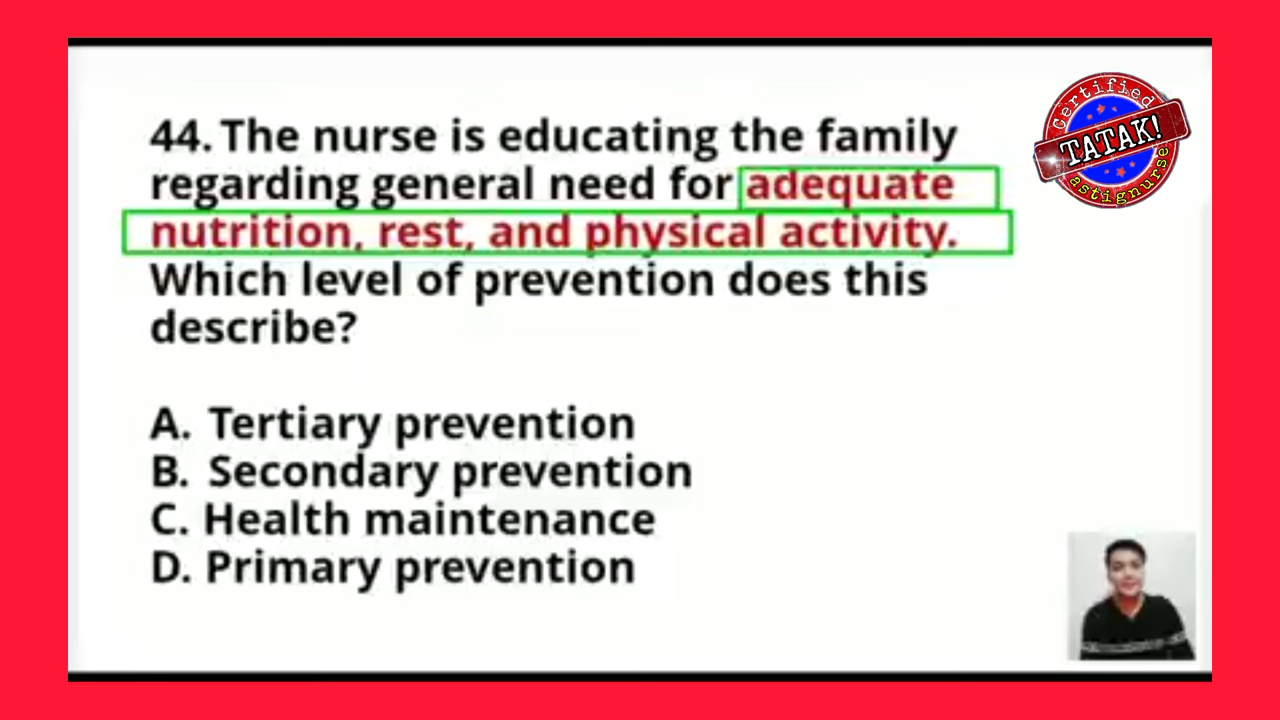 44. The nurse is educating the family
regarding general need for adequate
nutrition, rest, and physical activity.
Which level of prevention does this
describe?
A. Tertiary prevention
B. Secondary prevention
C. Health maintenance
D. Primary prevention
Certified
TATAK!
astignurse